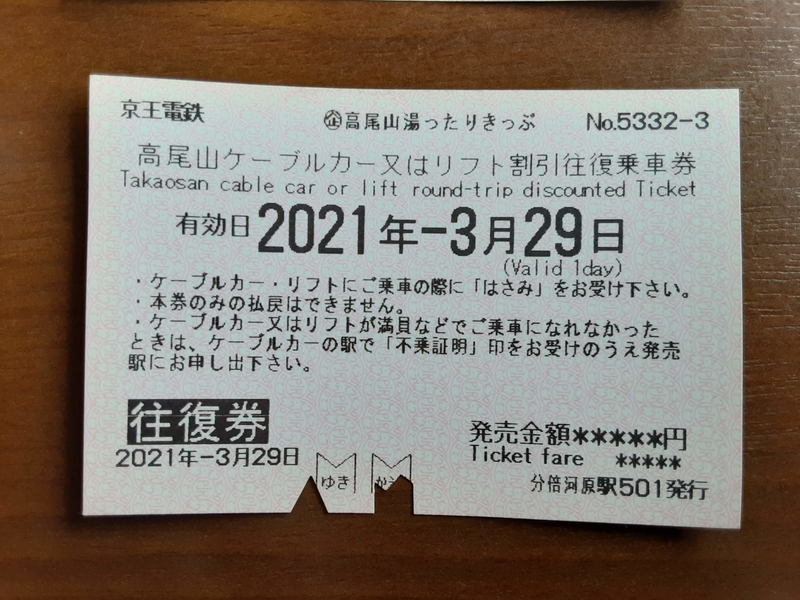 京王電鉄 ㊭高尾山湯ったりきっぷ No.5332-3
高尾山ケーブルカー又はリフト割引往復乗車券
Takaosan cable car or lift round-trip discounted Ticket
有効日 2021年-3月29日
(Valid 1day)
・ケーブルカー・リフトにご乗車の際に「はさみ」をお受け下さい。
・本券のみの払戻はできません。
・ケーブルカー又はリフトが満員などでご乗車になれなかった
ときは、ケーブルカーの駅で「不乗証明」印をお受けのうえ発売
駅にお申し出下さい。
往復券 発売金額*****円
2021年-3月29日 Ticket fare *****
ゆき 分倍河原駅501発行